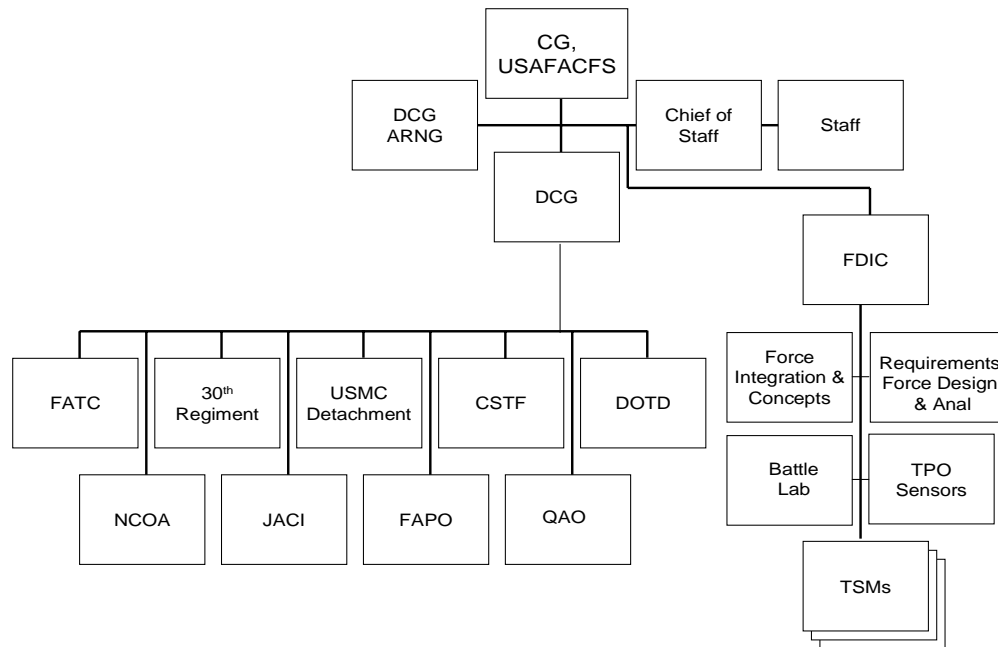 CG,
USAFACFS
DCG
ARNG
Chief of
Staff
Staff
DCG
FDIC
FATC
30th
Regiment
USMC
Detachment
CSTF
DOTD
NCOA
JACI
FAPO
QAO
Force
Integration &
Concepts
Requirements
Force Design
& Anal
Battle
Lab
TPO
Sensors
TSMs